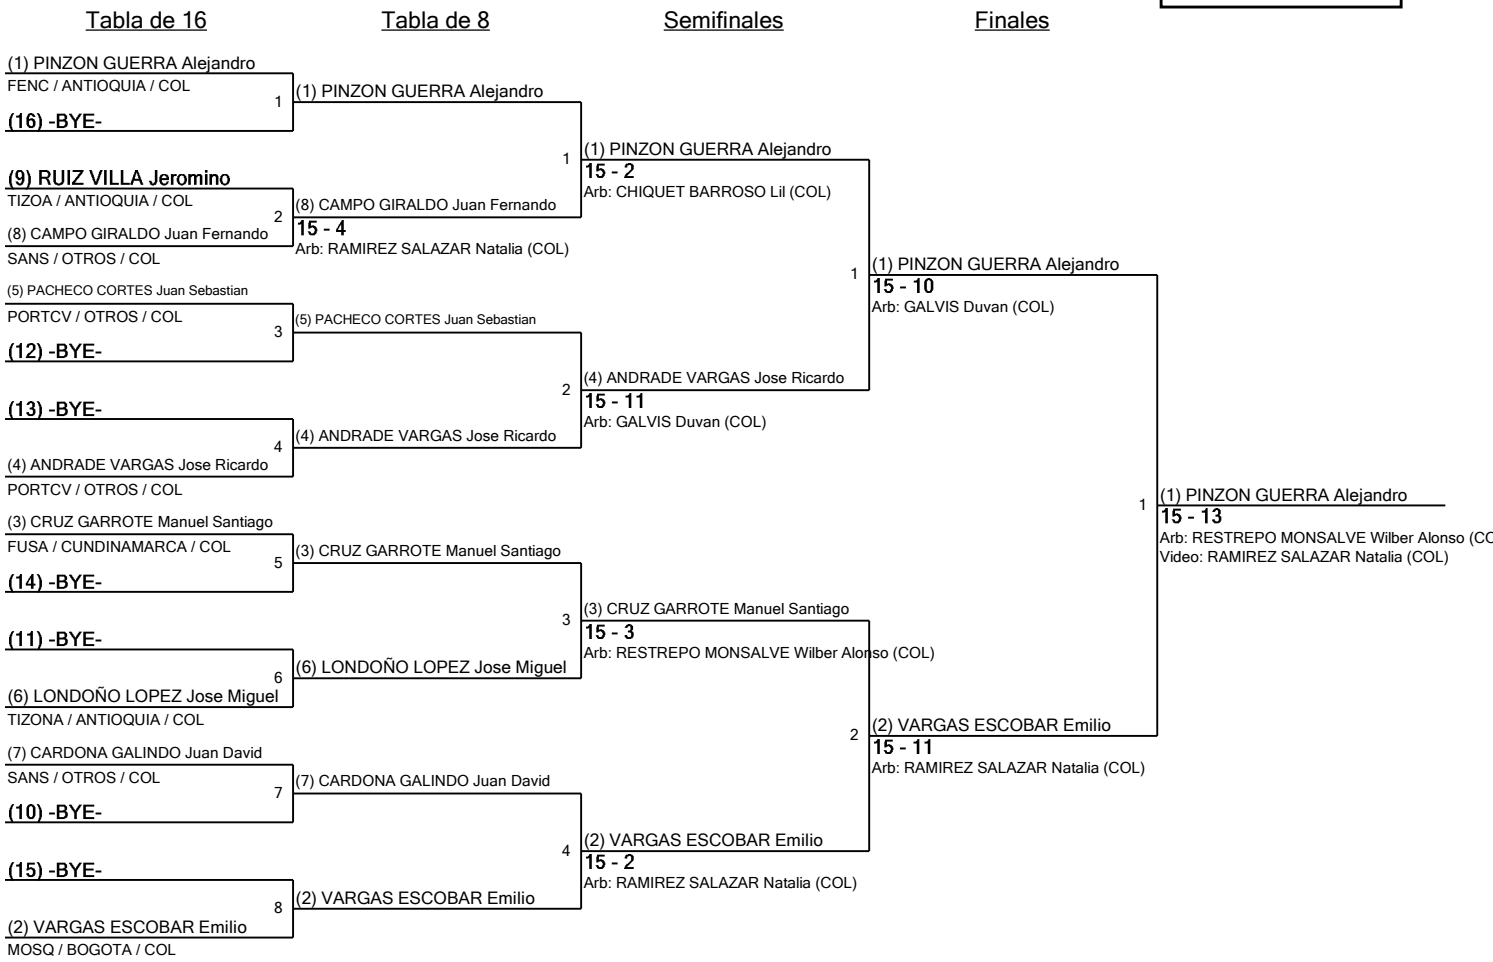 Tabla de 16
Tabla de 8
Semifinales
Finales
(1) PINZON GUERRA Alejandro
FENC / ANTIOQUIA / COL
1
(16) -BYE-
(9) RUIZ VILLA Jeromino
TIZOA / ANTIOQUIA / COL
2
(8) CAMPO GIRALDO Juan Fernando
SANS / OTROS / COL
(5) PACHECO CORTES Juan Sebastian
PORTCV / OTROS / COL
3
(12) -BYE-
(13) -BYE-
4
(4) ANDRADE VARGAS Jose Ricardo
PORTCV / OTROS / COL
(3) CRUZ GARROTE Manuel Santiago
FUSA / CUNDINAMARCA / COL
5
(14) -BYE-
(11) -BYE-
6
(6) LONDOÑO LOPEZ Jose Miguel
TIZONA / ANTIOQUIA / COL
(7) CARDONA GALINDO Juan David
SANS / OTROS / COL
7
(10) -BYE-
(15) -BYE-
8
(2) VARGAS ESCOBAR Emilio
MOSQ / BOGOTA / COL
(1) PINZON GUERRA Alejandro
1
(8) CAMPO GIRALDO Juan Fernando
15 - 4
Arb: RAMIREZ SALAZAR Natalia (COL)
(5) PACHECO CORTES Juan Sebastian
2
(4) ANDRADE VARGAS Jose Ricardo
(3) CRUZ GARROTE Manuel Santiago
3
(6) LONDOÑO LOPEZ Jose Miguel
(7) CARDONA GALINDO Juan David
4
(2) VARGAS ESCOBAR Emilio
(1) PINZON GUERRA Alejandro
15 - 2
Arb: CHIQUET BARROSO Lil (COL)
1
(4) ANDRADE VARGAS Jose Ricardo
15 - 11
Arb: GALVIS Duvan (COL)
(3) CRUZ GARROTE Manuel Santiago
15 - 3
Arb: RESTREPO MONSALVE Wilber Alonso (COL)
2
(2) VARGAS ESCOBAR Emilio
15 - 2
Arb: RAMIREZ SALAZAR Natalia (COL)
(1) PINZON GUERRA Alejandro
15 - 10
Arb: GALVIS Duvan (COL)
1
(2) VARGAS ESCOBAR Emilio
15 - 11
Arb: RAMIREZ SALAZAR Natalia (COL)
(1) PINZON GUERRA Alejandro
15 - 13
Arb: RESTREPO MONSALVE Wilber Alonso (CO
Video: RAMIREZ SALAZAR Natalia (COL)